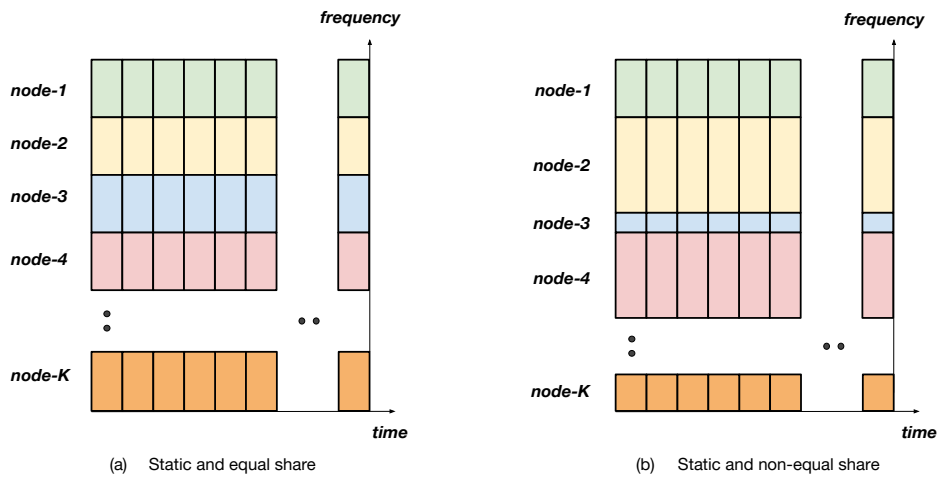 frequency
node-1
node-2
node-3
node-4
node-K
time
(a) Static and equal share
frequency
node-1
node-2
node-3
node-4
node-K
time
(b) Static and non-equal share